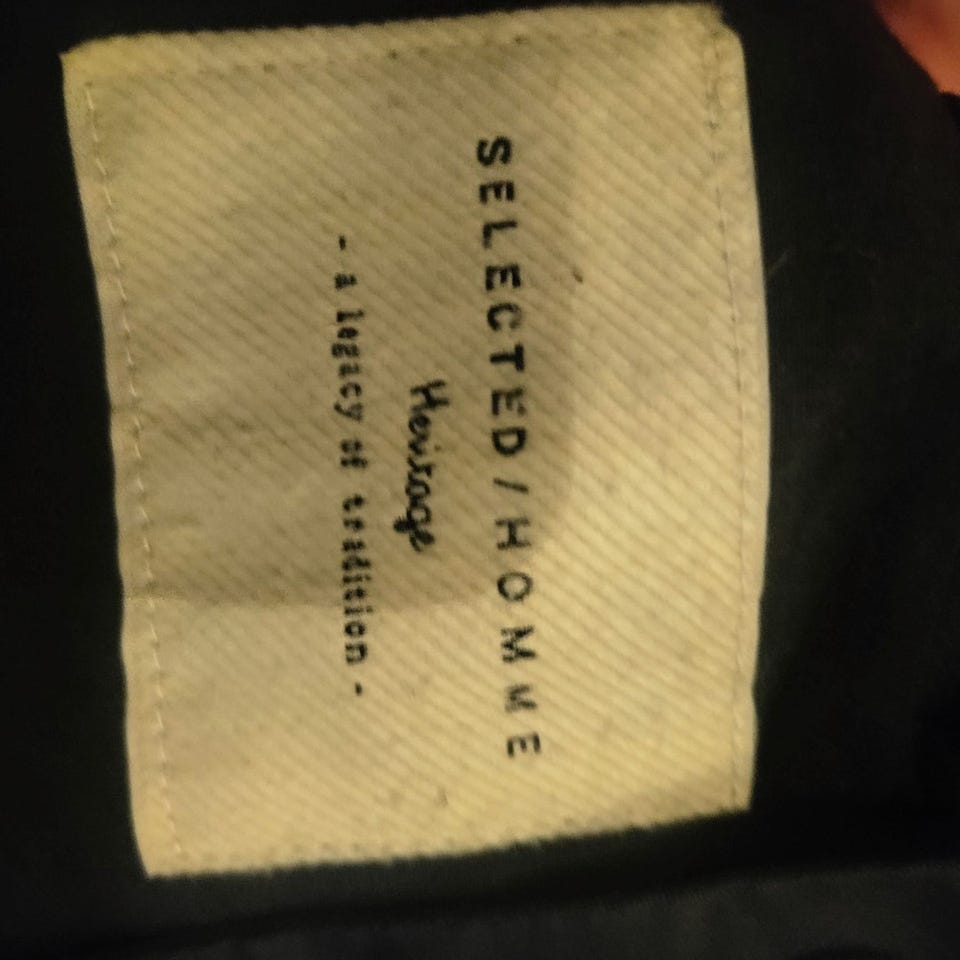 SELECTED/HOMME
Heritage
- a legacy of tradition -